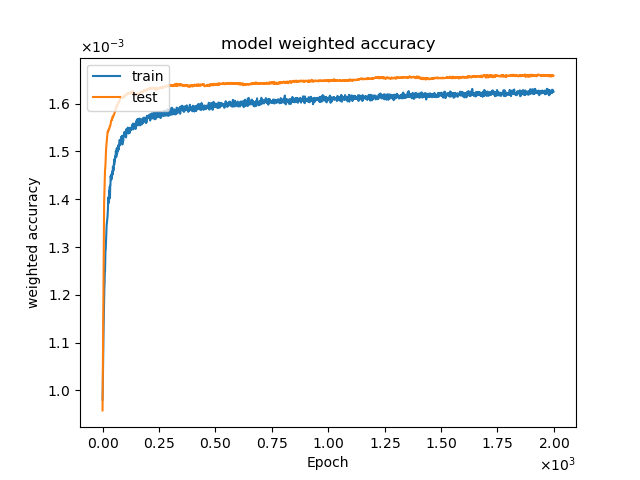 model weighted accuracy
×10⁻³
train
test
1.6
1.5
1.4
1.3
1.2
1.1
1.0
weighted accuracy
0.00 0.25 0.50 0.75 1.00 1.25 1.50 1.75 2.00
Epoch
×10³